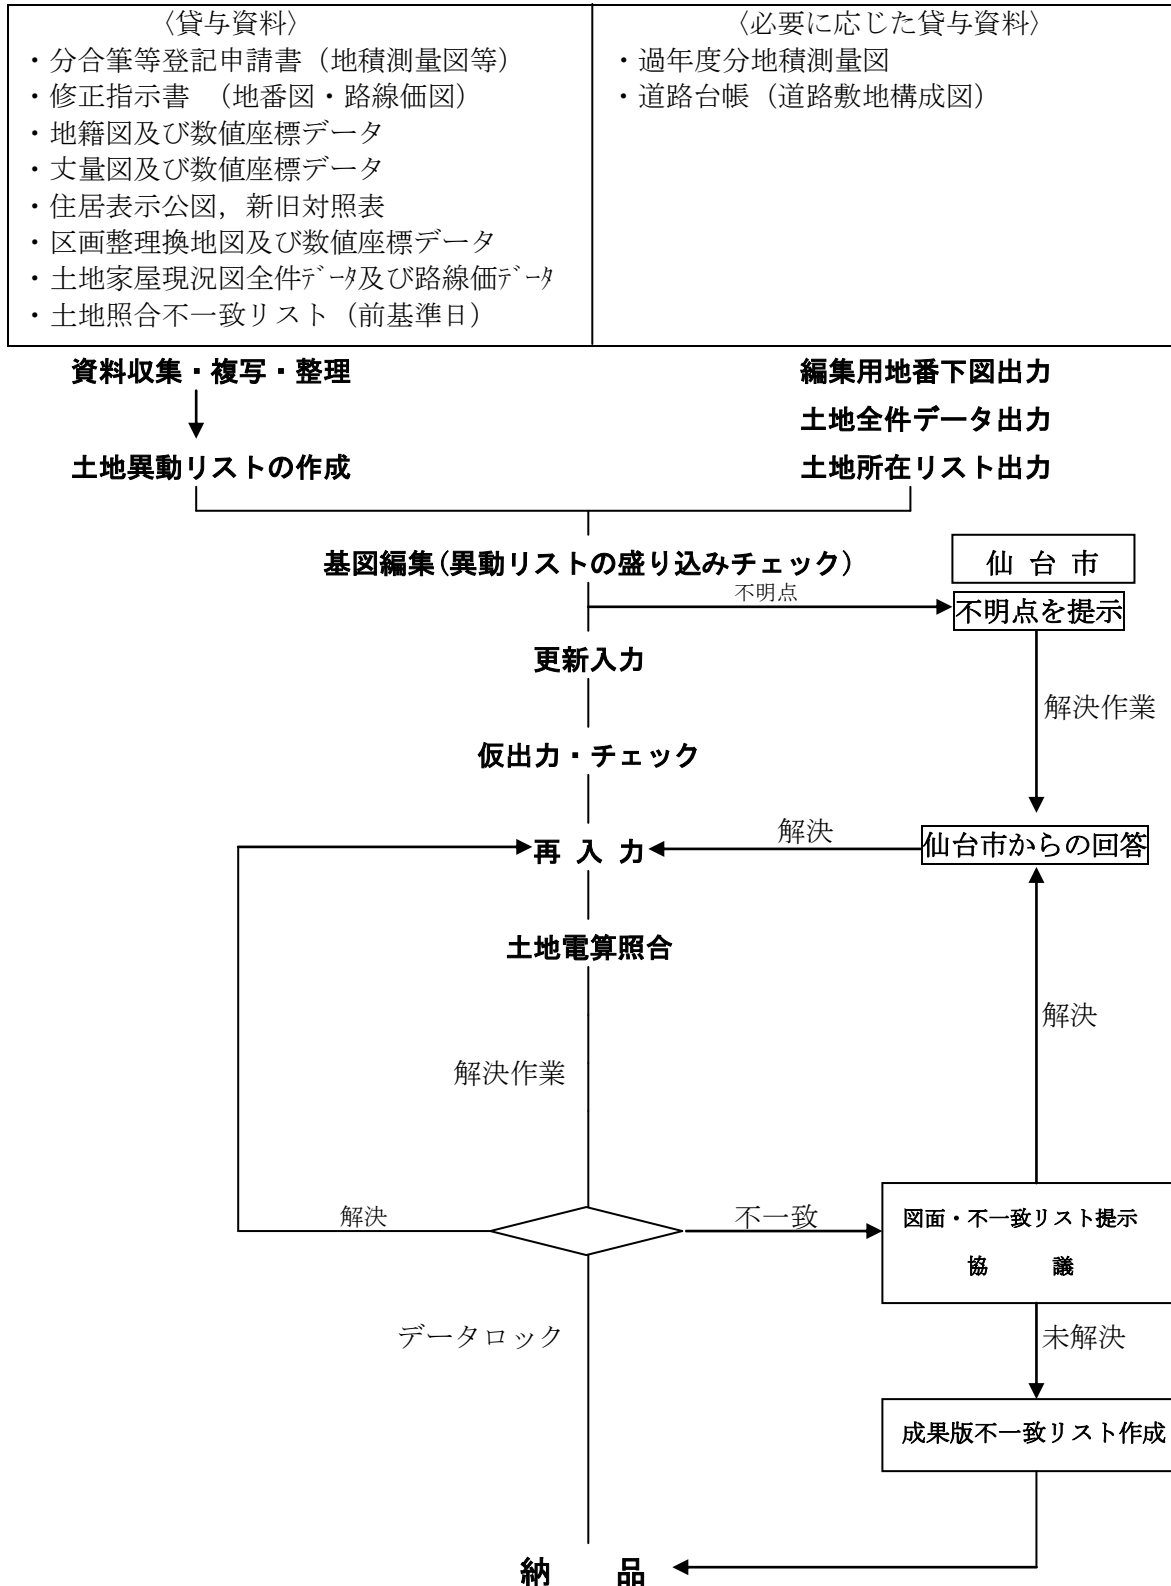 〈貸与資料〉
・分合筆等登記申請書（地積測量図等）
・修正指示書　（地番図・路線価図）
・地籍図及び数値座標データ
・丈量図及び数値座標データ
・住居表示公図，新旧対照表
・区画整理換地図及び数値座標データ
・土地家屋現況図全件ﾃﾞｰﾀ及び路線価ﾃﾞｰﾀ
・土地照合不一致リスト（前基準日）
〈必要に応じた貸与資料〉
・過年度分地積測量図
・道路台帳（道路敷地構成図）
資料収集・複写・整理
土地異動リストの作成
編集用地番下図出力
土地全件データ出力
土地所在リスト出力
基図編集(異動リストの盛り込みチェック)
仙 台 市
不明点
不明点を提示
更新入力
解決作業
仮出力・チェック
再 入 力
解決
仙台市からの回答
土地電算照合
解決
解決作業
解決
不一致
図面・不一致リスト提示
協　　議
データロック
未解決
成果版不一致リスト作成
納　　品